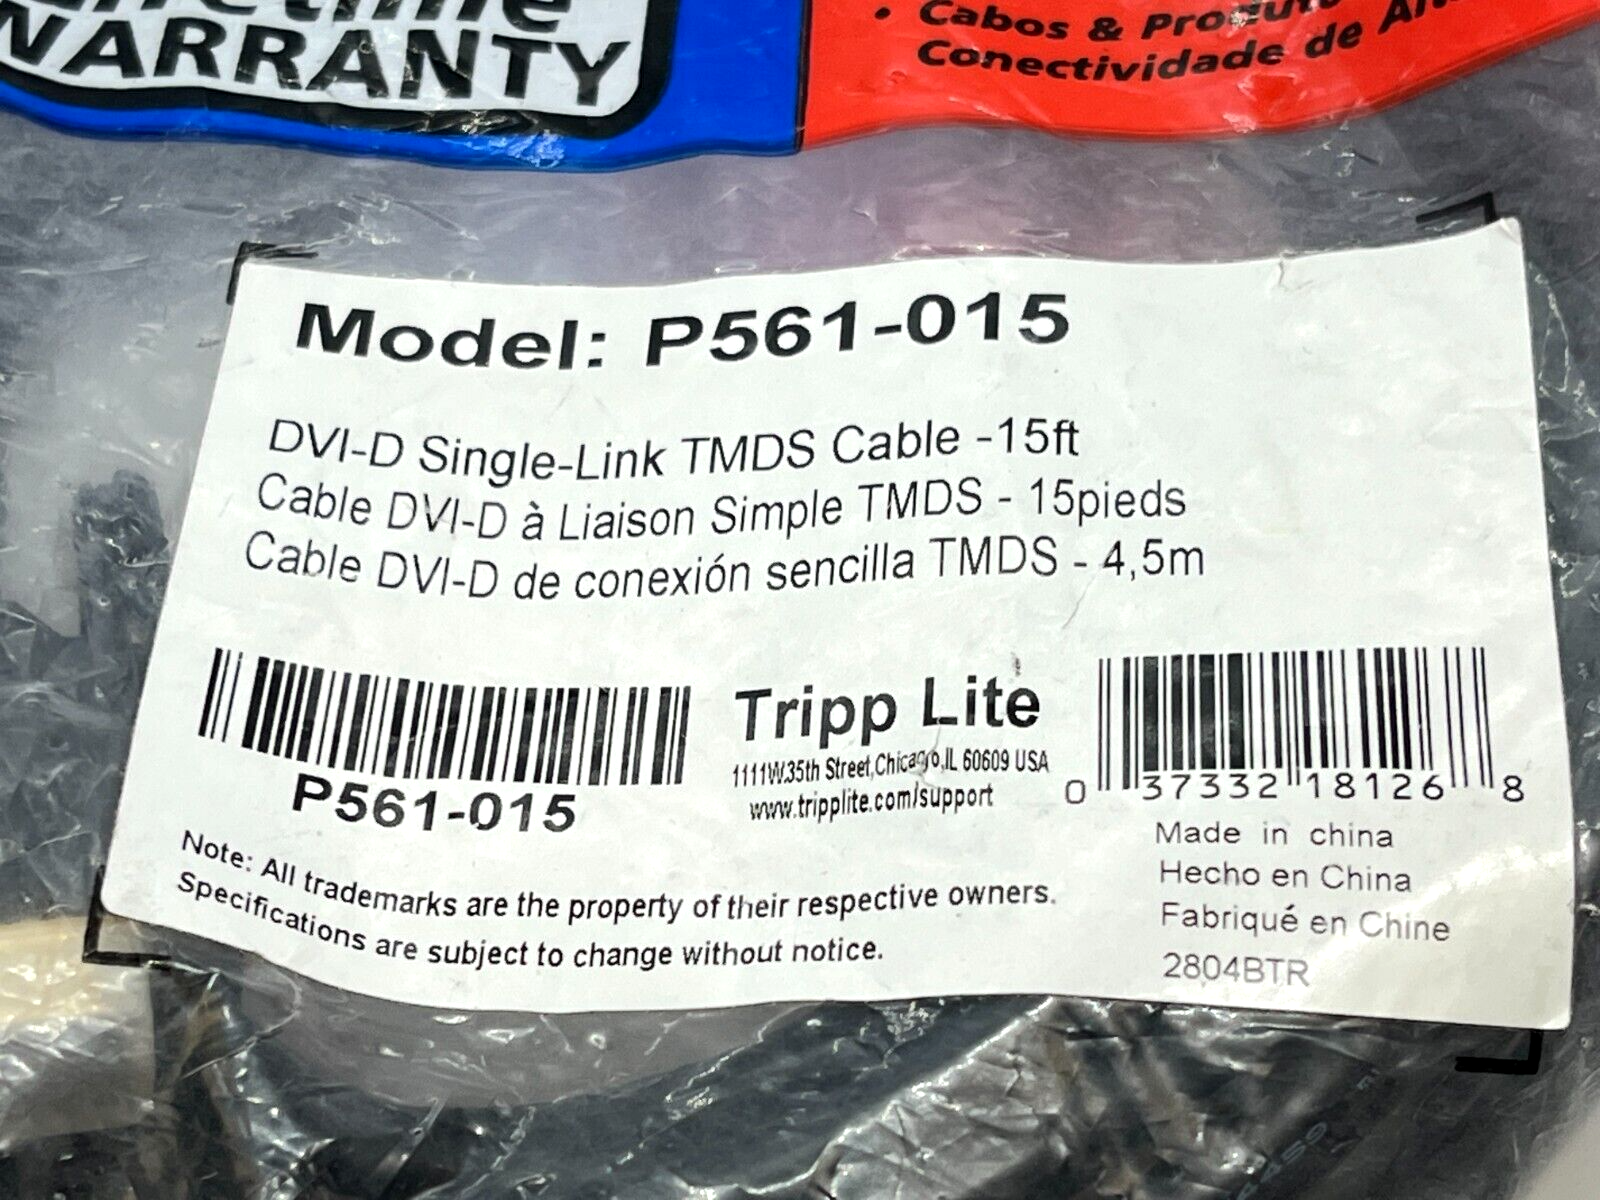 WARRANTY
• Cabos &
Conectividade de
Model: P561-015
DVI-D Single-Link TMDS Cable -15ft
Cable DVI-D à Liaison Simple TMDS - 15pieds
Cable DVI-D de conexión sencilla TMDS - 4,5m
P561-015
Tripp Lite
1111W.35th Street,Chicago,IL 60609 USA
www.tripplite.com/support
0 37332 18126 8
Made in china
Hecho en China
Fabriqué en Chine
2804BTR
Note: All trademarks are the property of their respective owners.
Specifications are subject to change without notice.